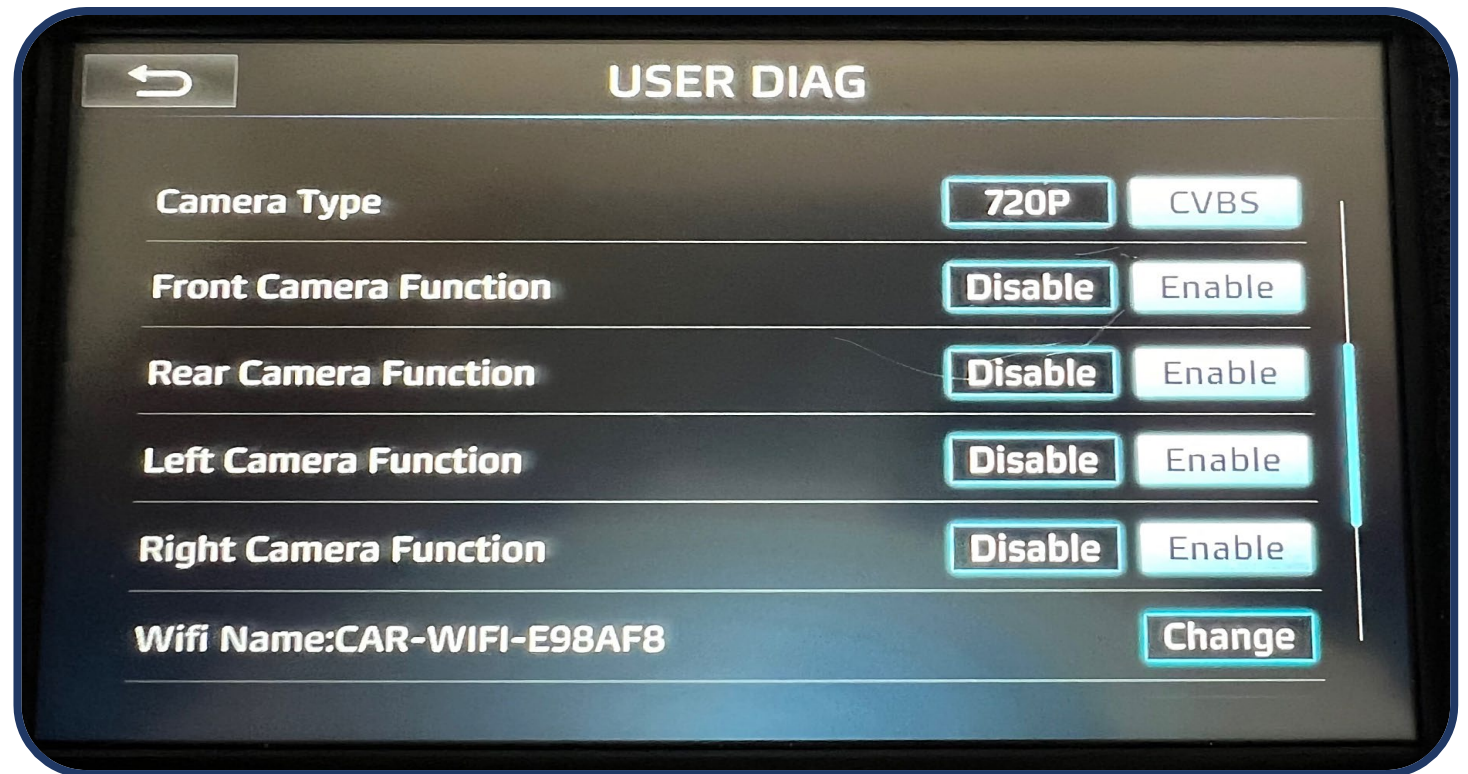 USER DIAG
Camera Type 720P CVBS
Front Camera Function Disable Enable
Rear Camera Function Disable Enable
Left Camera Function Disable Enable
Right Camera Function Disable Enable
Wifi Name:CAR-WIFI-E98AF8 Change